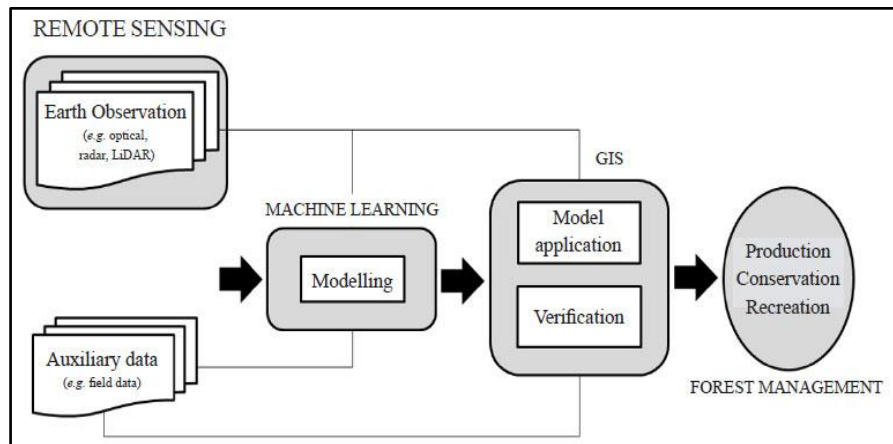 REMOTE SENSING
Earth Observation
(e.g. optical,
radar, LiDAR)
GIS
MACHINE LEARNING
Model
application
Modelling
Verification
Production
Conservation
Recreation
Auxiliary data
(e.g. field data)
FOREST MANAGEMENT